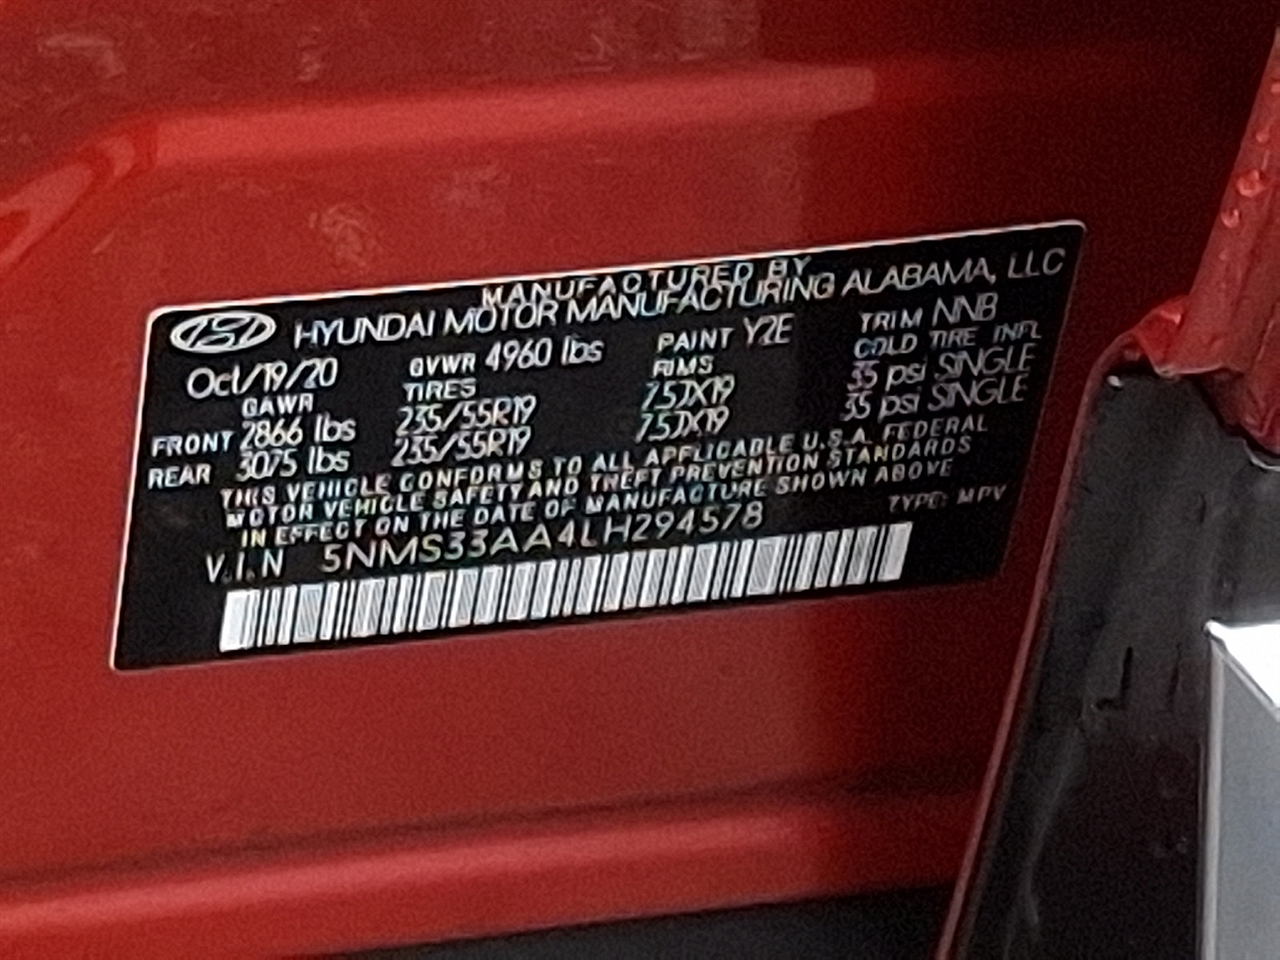 MANUFACTURED BY
HYUNDAI MOTOR MANUFACTURING ALABAMA, LLC
Oct/19/20 GVWR 4960 lbs PAINT Y2E TRIM NNB
GAWR TIRES RIMS COLD TIRE INFL
FRONT 2866 lbs 235/55R19 7.5JX19 35 psi SINGLE
REAR 3075 lbs 235/55R19 7.5JX19 35 psi SINGLE
THIS VEHICLE CONFORMS TO ALL APPLICABLE U.S.A. FEDERAL
MOTOR VEHICLE SAFETY AND THEFT PREVENTION STANDARDS
IN EFFECT ON THE DATE OF MANUFACTURE SHOWN ABOVE
V.I.N 5NMS33AA4LH294578 TYPE: MPV